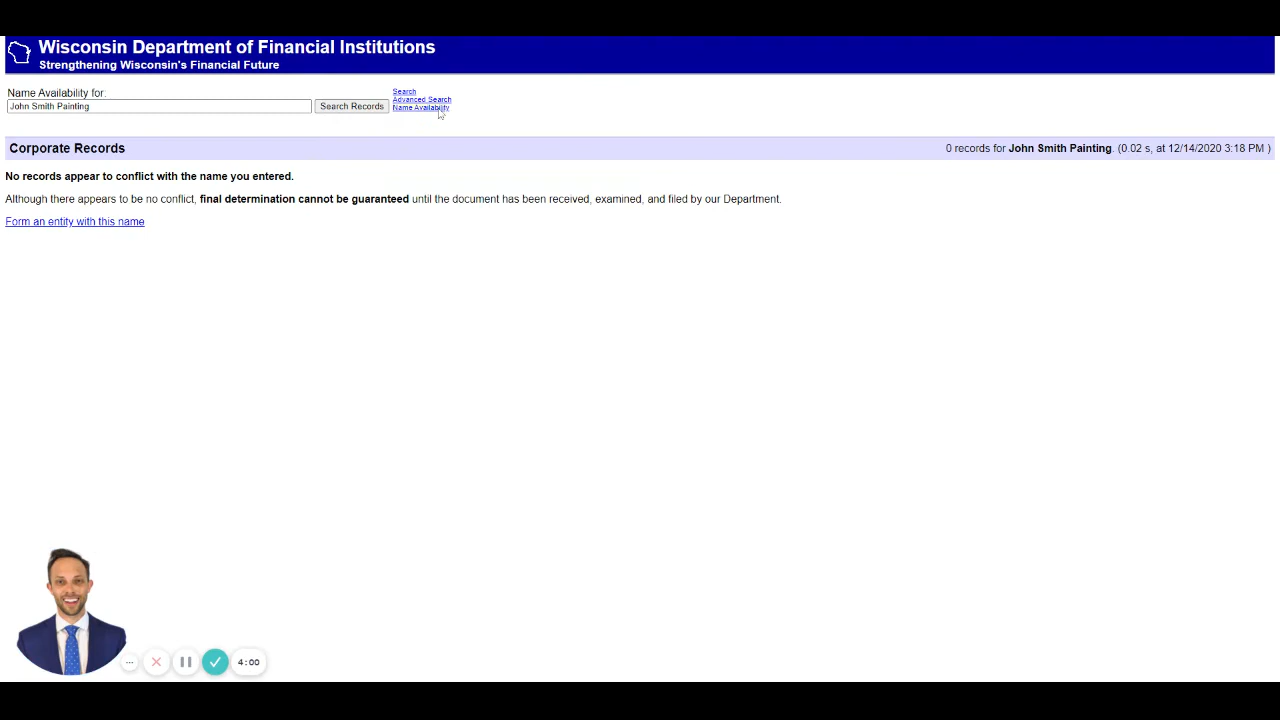 Wisconsin Department of Financial Institutions
Strengthening Wisconsin's Financial Future
Name Availability for:
John Smith Painting
Search Records
Search
Advanced Search
Name Availability
Corporate Records
0 records for John Smith Painting. (0.02 s, at 12/14/2020 3:18 PM )
No records appear to conflict with the name you entered.
Although there appears to be no conflict, final determination cannot be guaranteed until the document has been received, examined, and filed by our Department.
Form an entity with this name
4:00